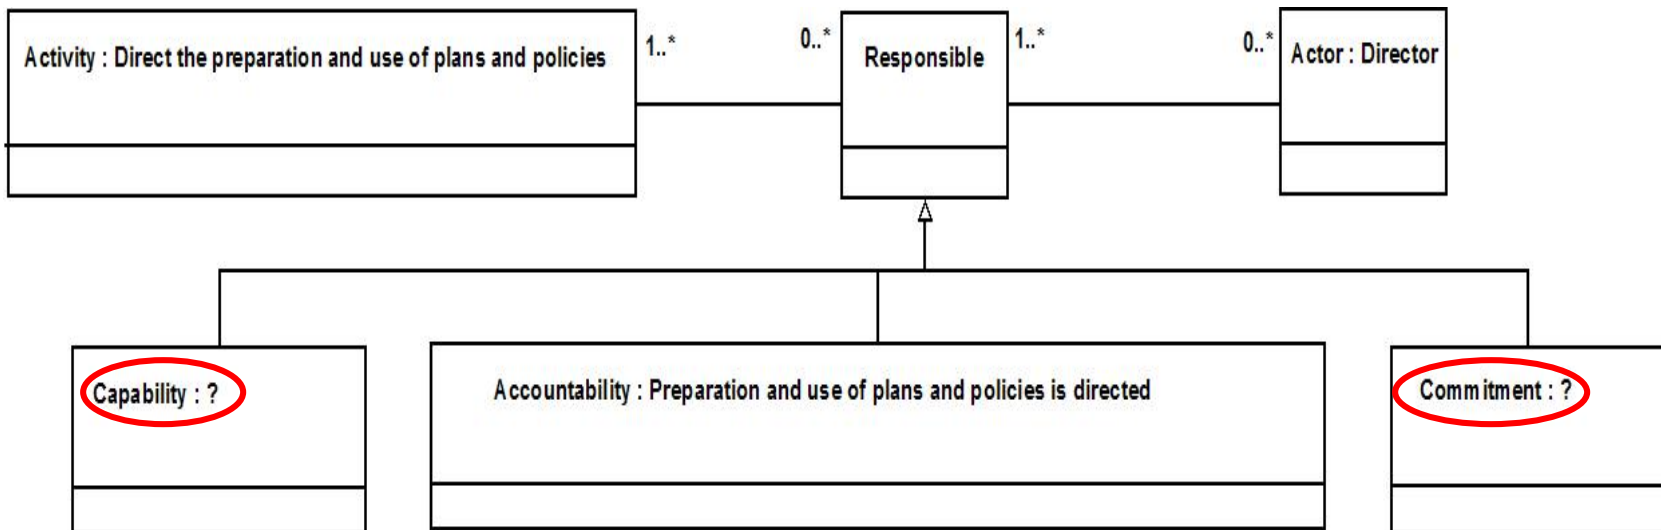 Activity : Direct the preparation and use of plans and policies
1..*
0..*
Responsible
1..*
0..*
Actor : Director
Capability : ?
Accountability : Preparation and use of plans and policies is directed
Commitment : ?